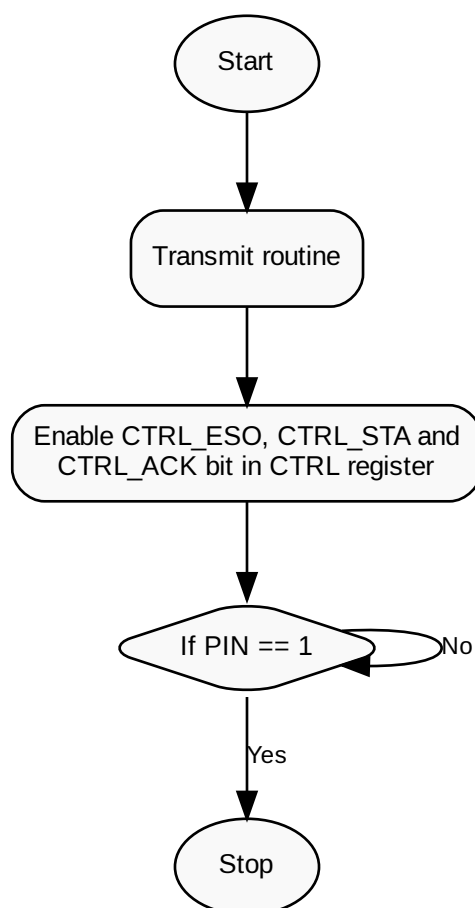 Start
Transmit routine
Enable CTRL_ESO, CTRL_STA and
CTRL_ACK bit in CTRL register
If PIN == 1
No
Yes
Stop